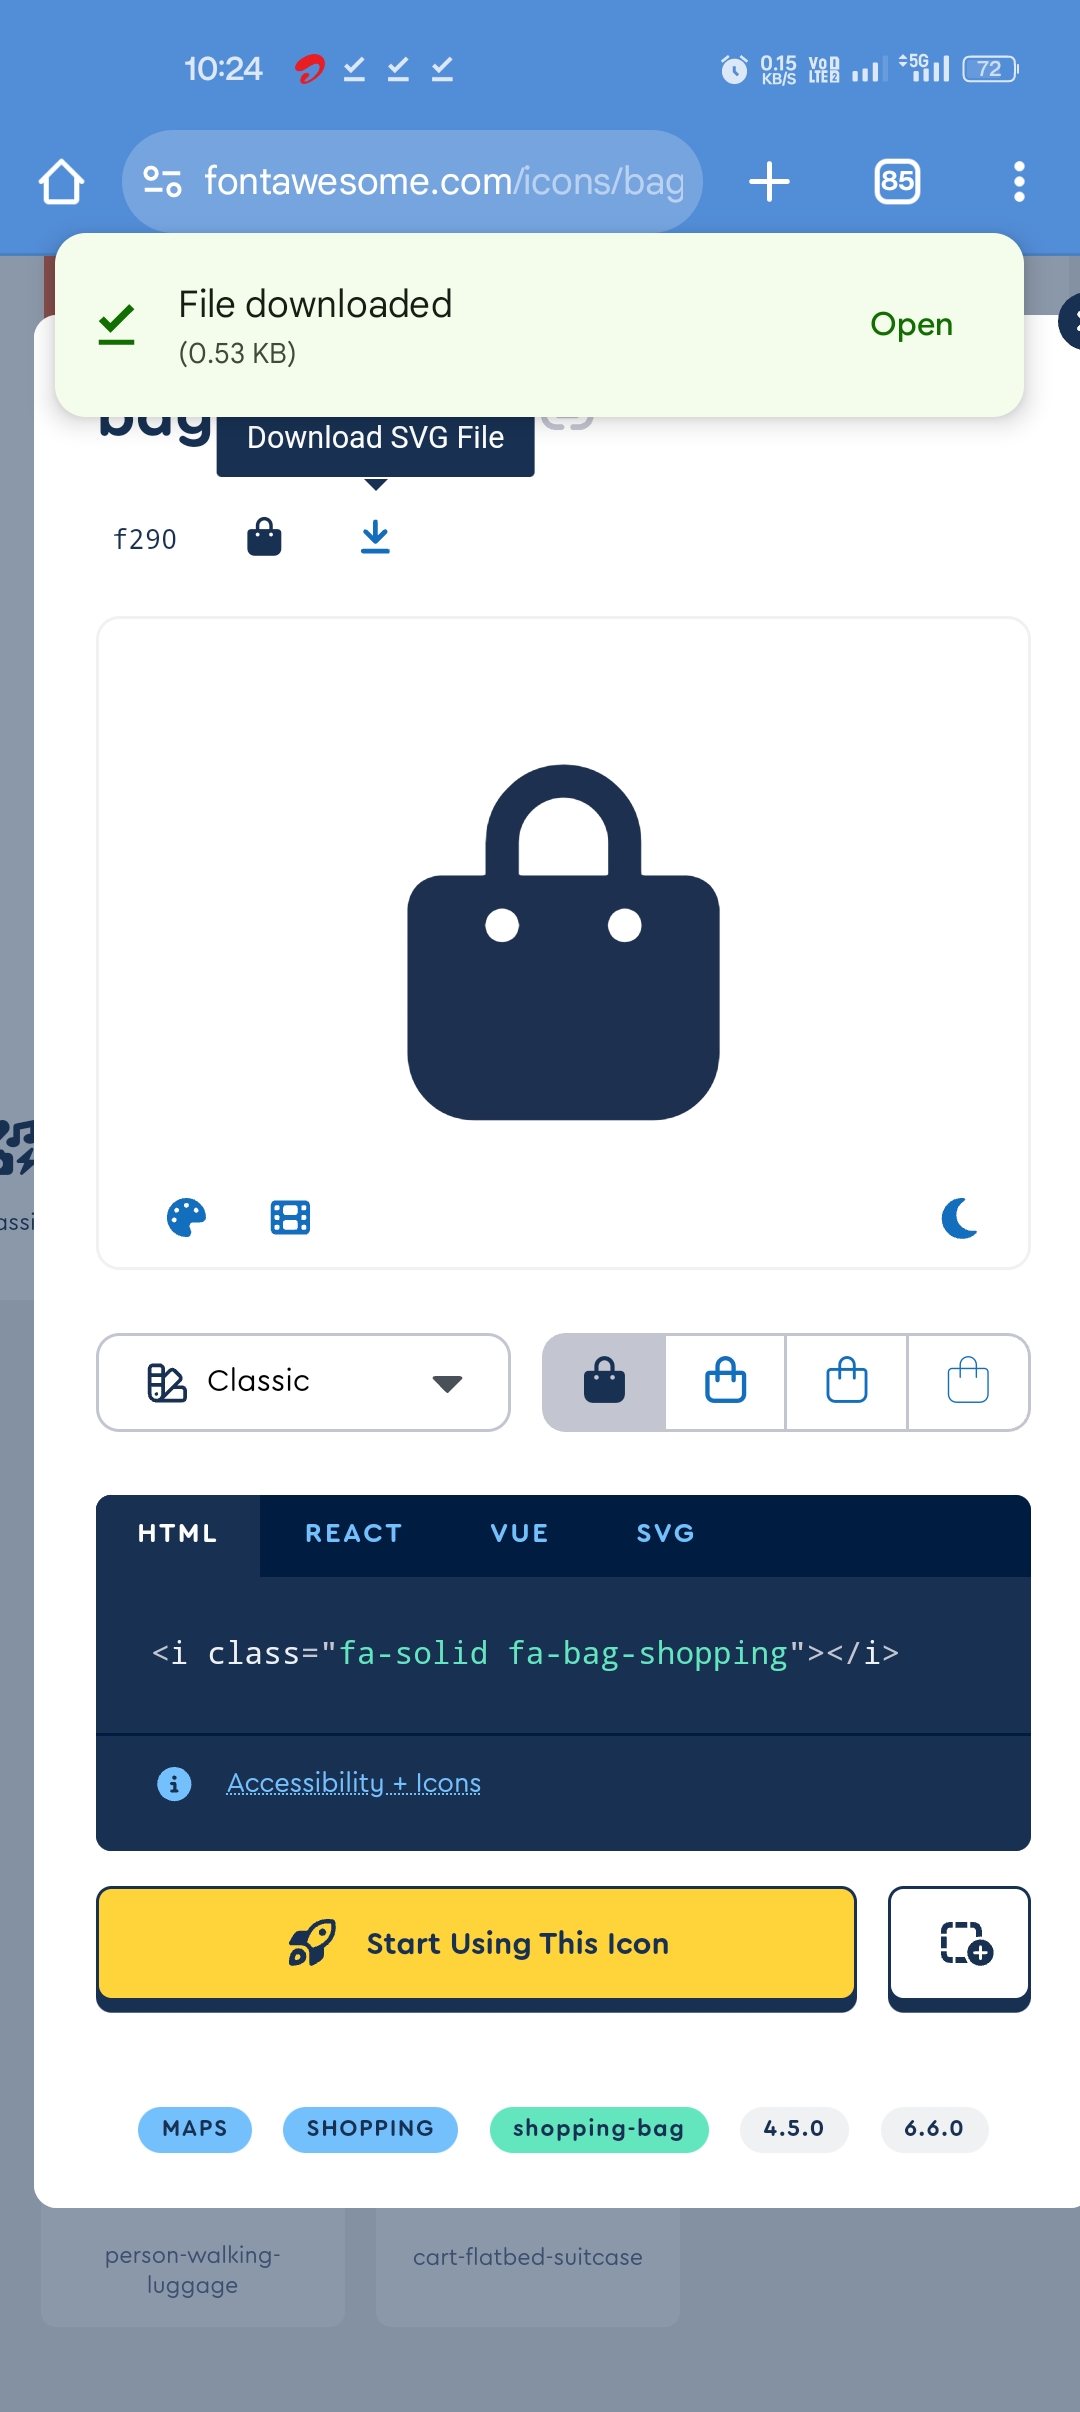 10:24
0.15
KB/S
VoD
LTE2
5G
72
fontawesome.com/icons/bag
85
File downloaded
(0.53 KB)
Open
bag
Download SVG File
f290
Classic
HTML REACT VUE SVG
<i class="fa-solid fa-bag-shopping"></i>
Accessibility + Icons
Start Using This Icon
MAPS SHOPPING shopping-bag 4.5.0 6.6.0
person-walking-
luggage
cart-flatbed-suitcase